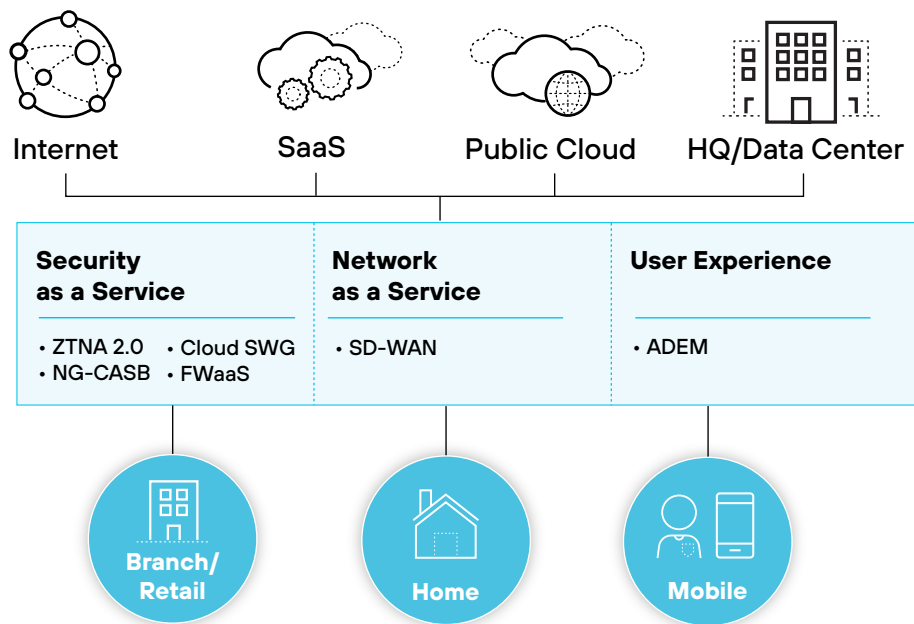 Internet
SaaS
Public Cloud
HQ/Data Center
Security
as a Service
• ZTNA 2.0
• Cloud SWG
• NG-CASB
• FWaaS
Network
as a Service
• SD-WAN
User Experience
• ADEM
Branch/
Retail
Home
Mobile